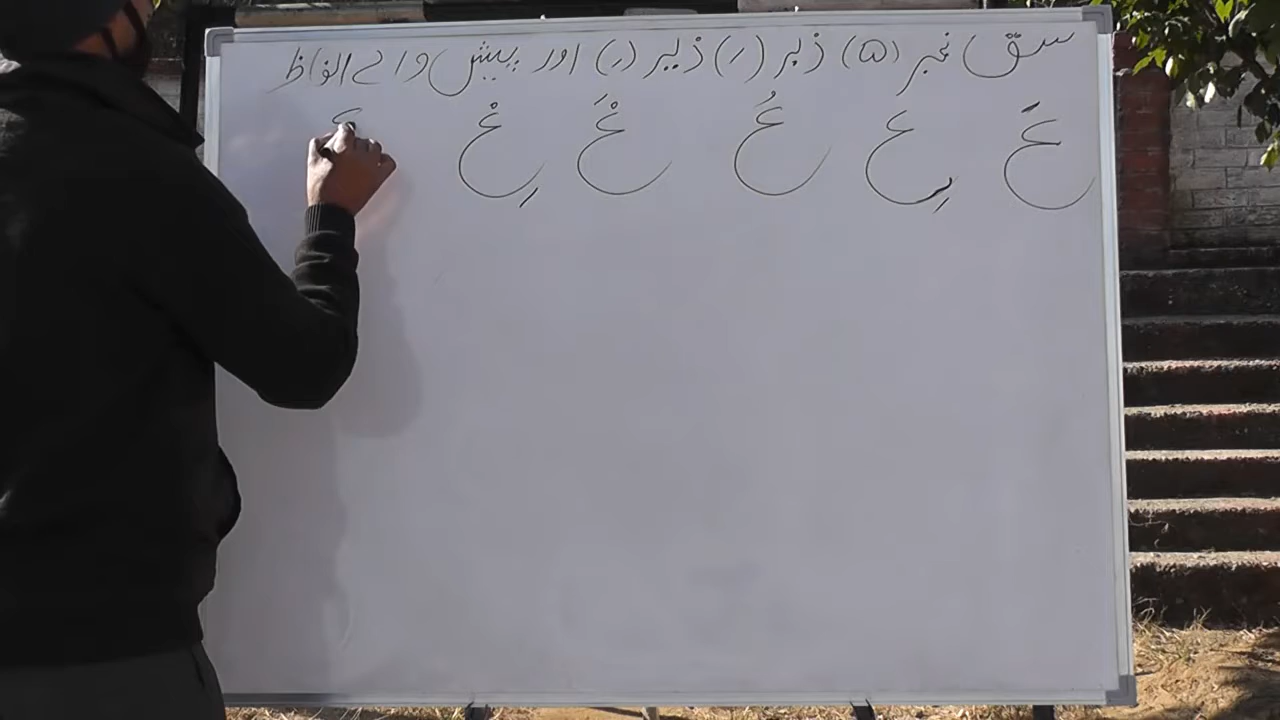 سبق نمبر (۵) زبر (َ) زیر (ِ) اور پیش والے الفاظ
عَ عِ عُ غَ غِ